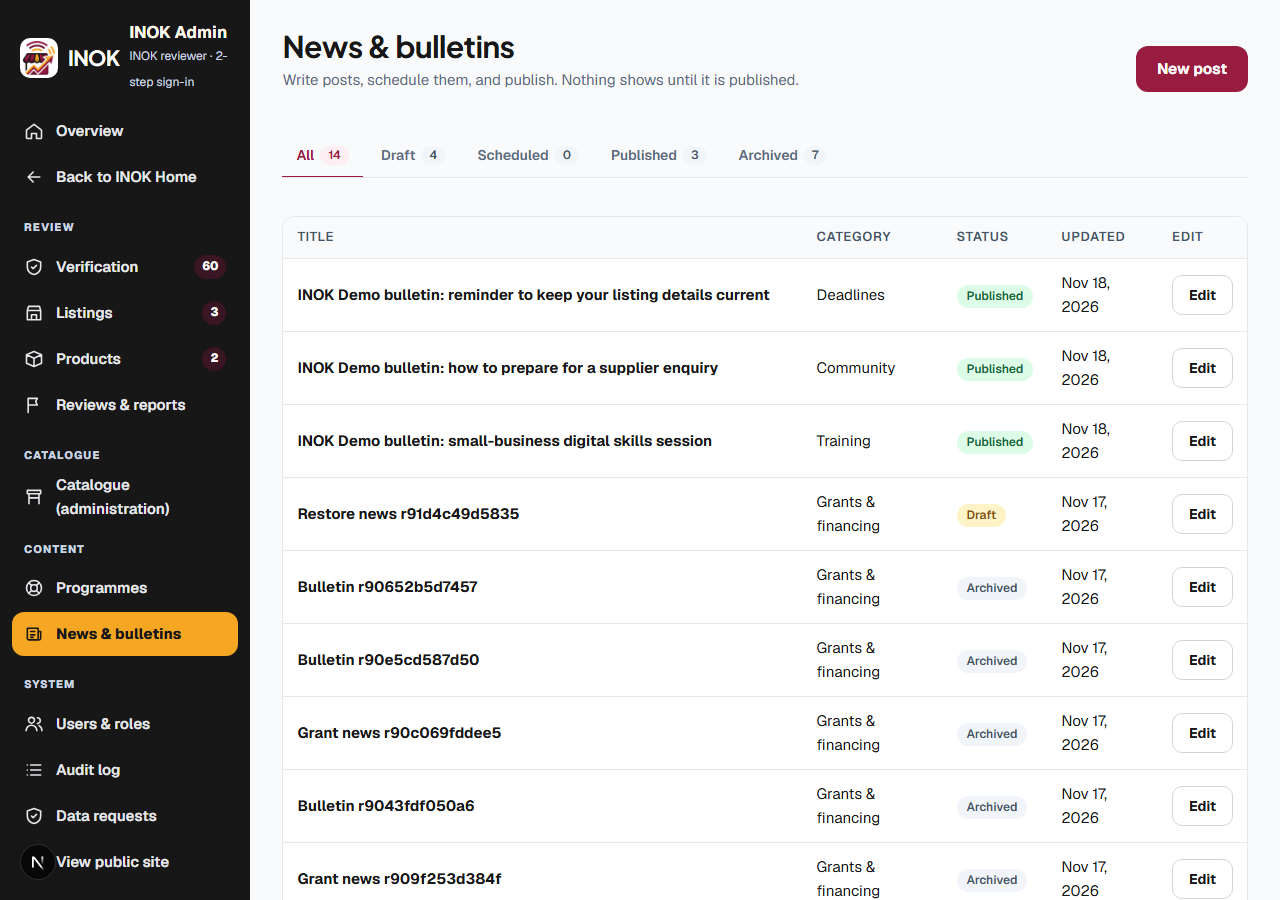 INOK
INOK Admin
INOK reviewer · 2-
step sign-in
Overview
Back to INOK Home
REVIEW
Verification 60
Listings 3
Products 2
Reviews & reports
CATALOGUE
Catalogue
(administration)
CONTENT
Programmes
News & bulletins
SYSTEM
Users & roles
Audit log
Data requests
N View public site
News & bulletins
Write posts, schedule them, and publish. Nothing shows until it is published.
New post
All 14 Draft 4 Scheduled 0 Published 3 Archived 7
TITLE CATEGORY STATUS UPDATED EDIT
INOK Demo bulletin: reminder to keep your listing details current Deadlines Published Nov 18, 2026 Edit
INOK Demo bulletin: how to prepare for a supplier enquiry Community Published Nov 18, 2026 Edit
INOK Demo bulletin: small-business digital skills session Training Published Nov 18, 2026 Edit
Restore news r91d4c49d5835 Grants & financing Draft Nov 17, 2026 Edit
Bulletin r90652b5d7457 Grants & financing Archived Nov 17, 2026 Edit
Bulletin r90e5cd587d50 Grants & financing Archived Nov 17, 2026 Edit
Grant news r90c069fddee5 Grants & financing Archived Nov 17, 2026 Edit
Bulletin r9043fdf050a6 Grants & financing Archived Nov 17, 2026 Edit
Grant news r909f253d384f Grants & financing Archived Nov 17, 2026 Edit